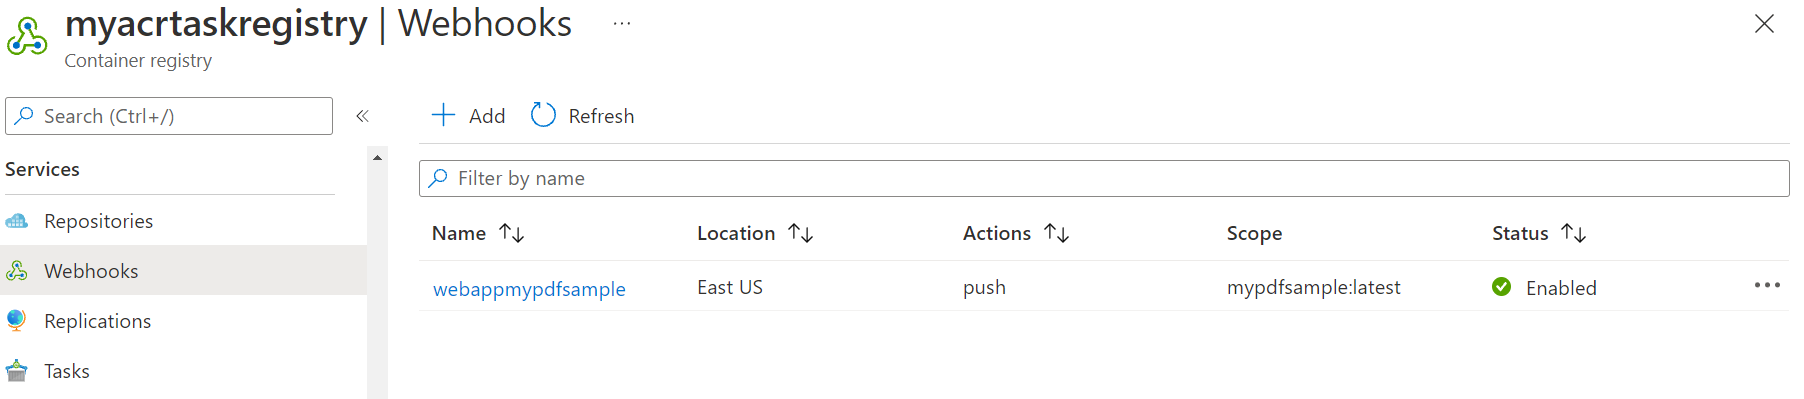 myacrtaskregistry | Webhooks ...
Container registry
Search (Ctrl+/)
Services
Repositories
Webhooks
Replications
Tasks
Add Refresh
Filter by name
Name Location Actions Scope Status
webappmypdfsample East US push mypdfsample:latest Enabled ...